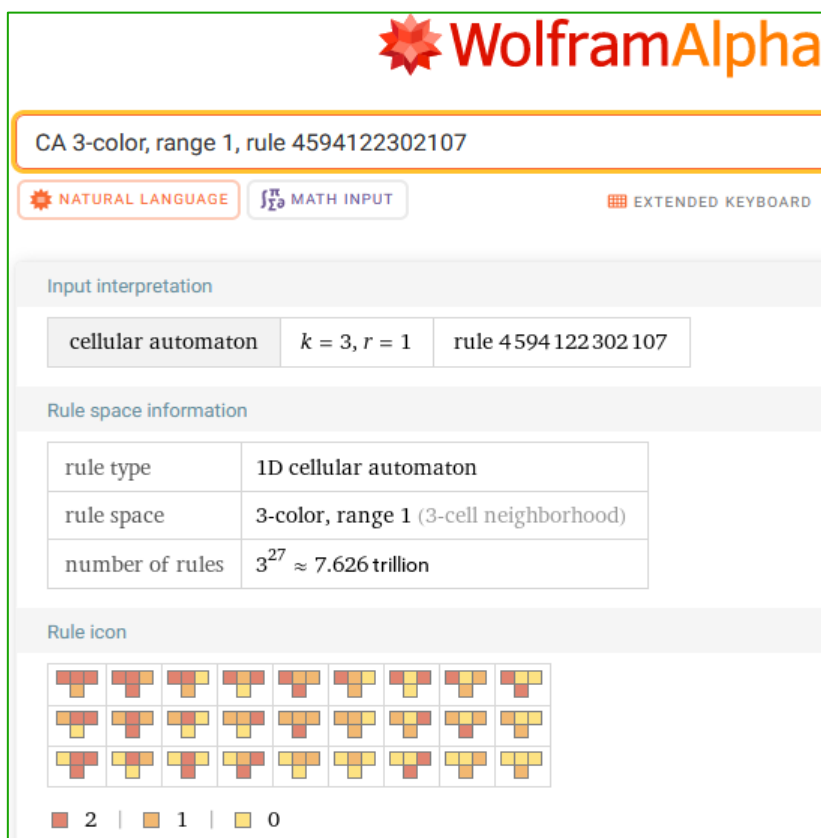 WolframAlpha
CA 3-color, range 1, rule 4594122302107
NATURAL LANGUAGE
∫Σ∂π MATH INPUT
EXTENDED KEYBOARD
Input interpretation
cellular automaton k = 3, r = 1 rule 4594122302107
Rule space information
rule type 1D cellular automaton
rule space 3-color, range 1 (3-cell neighborhood)
number of rules 3^27 ≈ 7.626 trillion
Rule icon
2 | 1 | 0